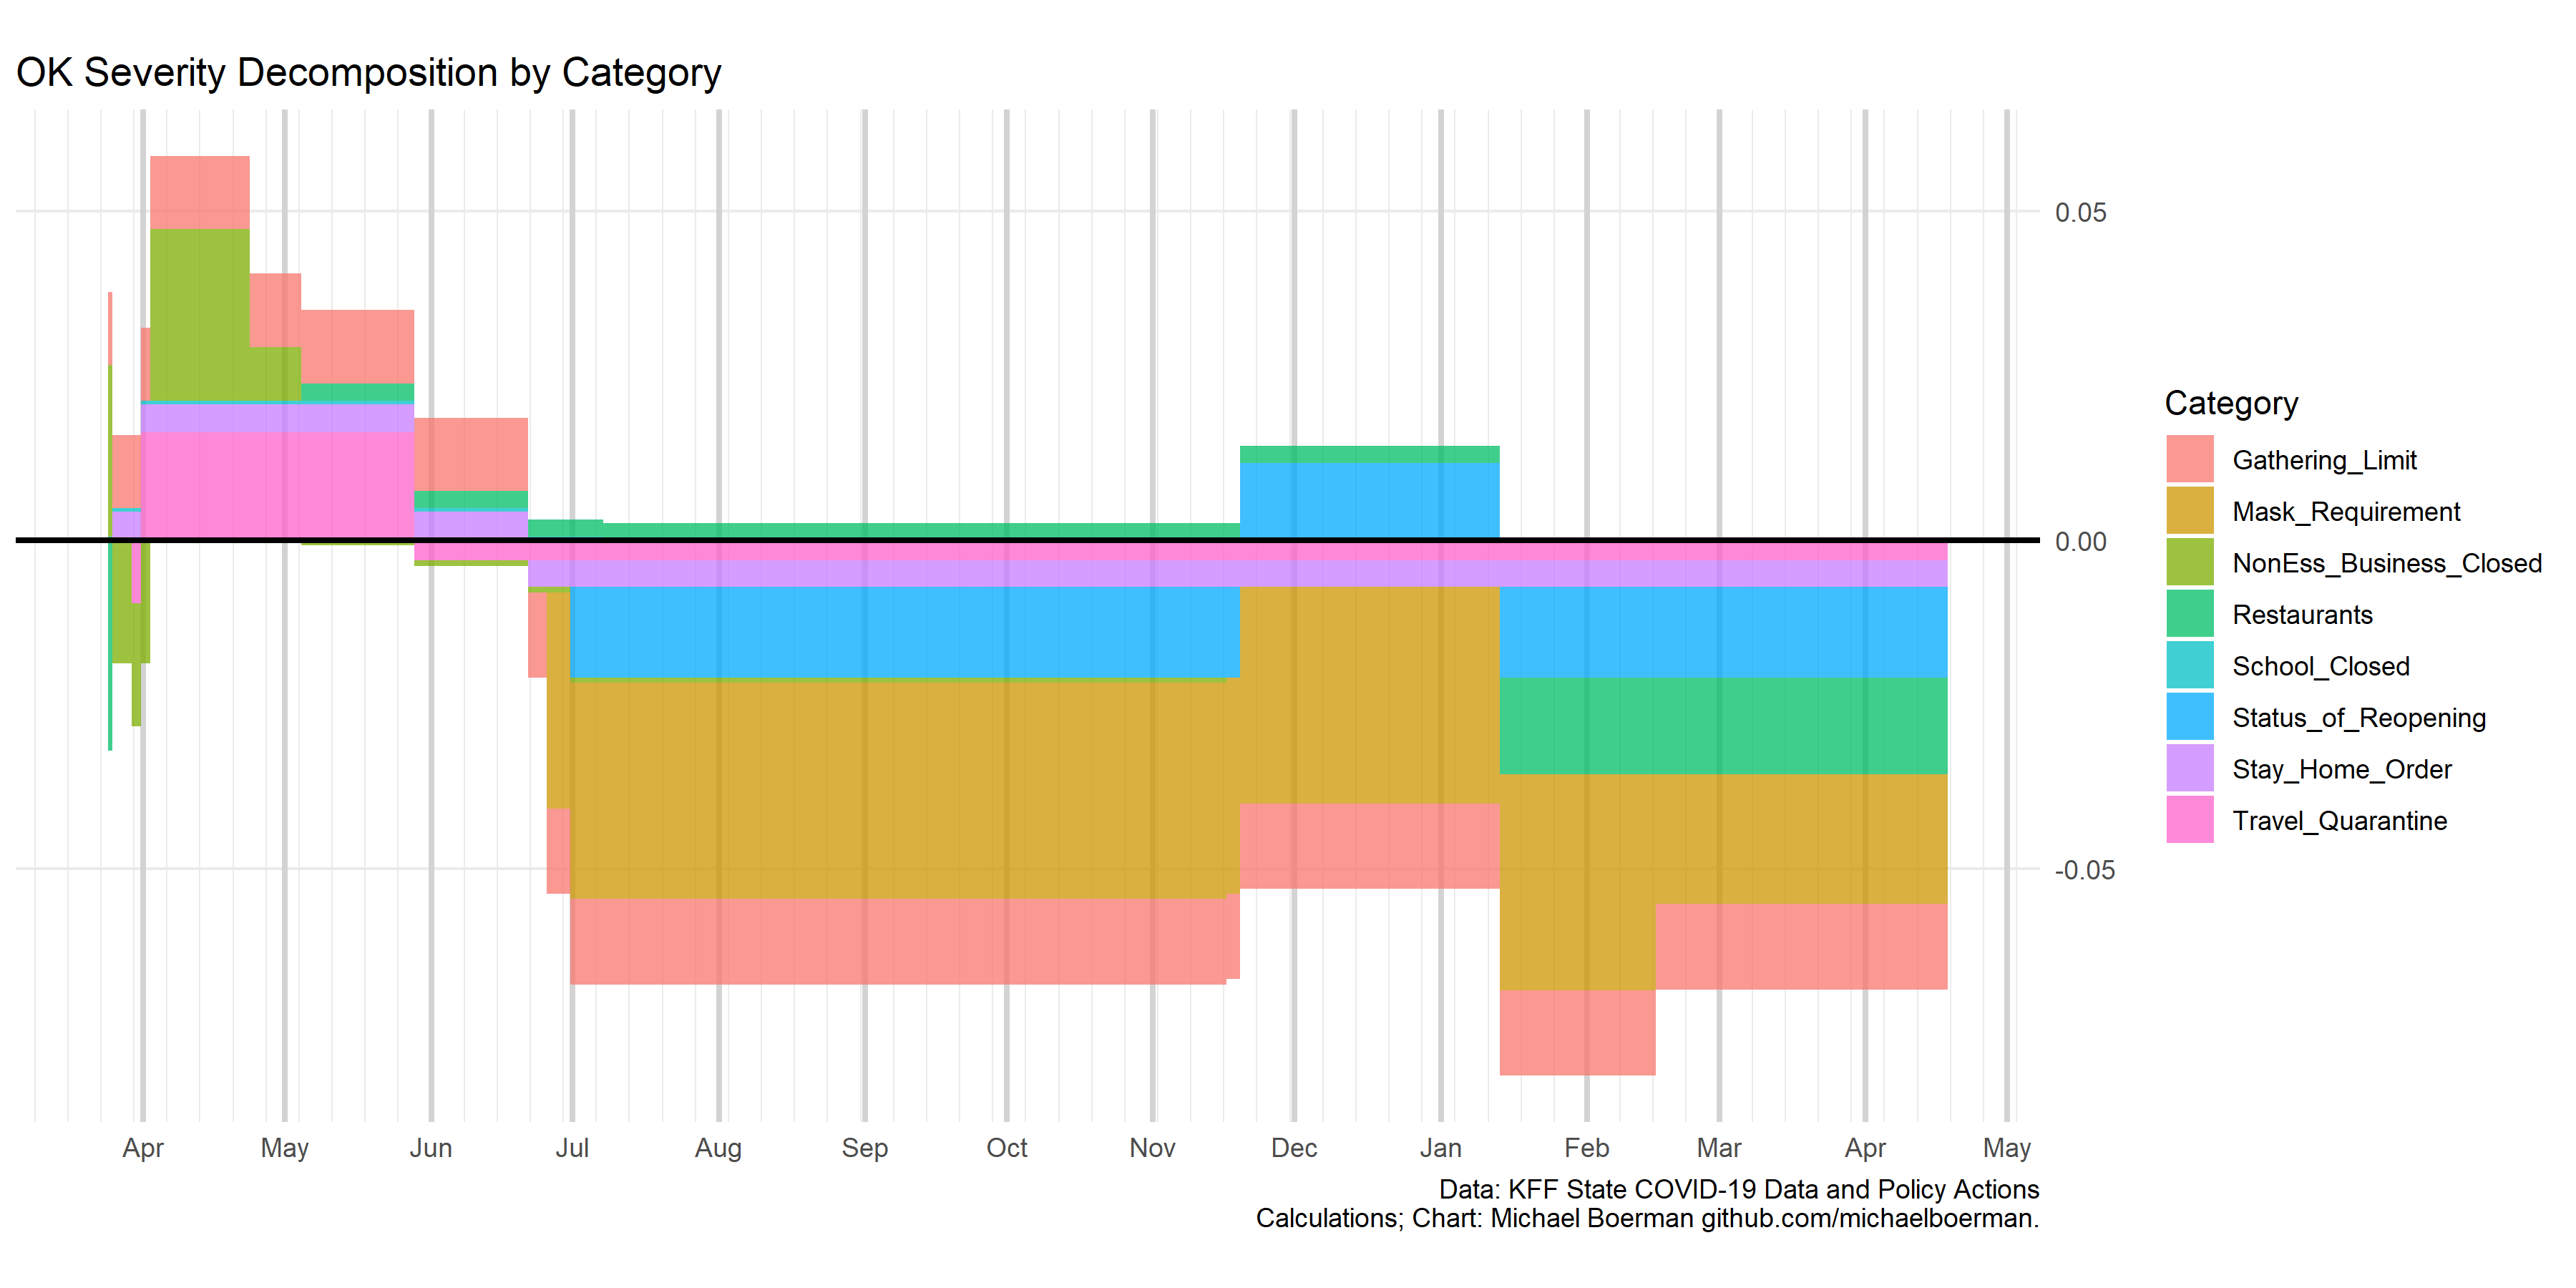 OK Severity Decomposition by Category
0.05
0.00
-0.05
Apr May Jun Jul Aug Sep Oct Nov Dec Jan Feb Mar Apr May
Data: KFF State COVID-19 Data and Policy Actions
Calculations; Chart: Michael Boerman github.com/michaelboerman.
Category
Gathering_Limit
Mask_Requirement
NonEss_Business_Closed
Restaurants
School_Closed
Status_of_Reopening
Stay_Home_Order
Travel_Quarantine